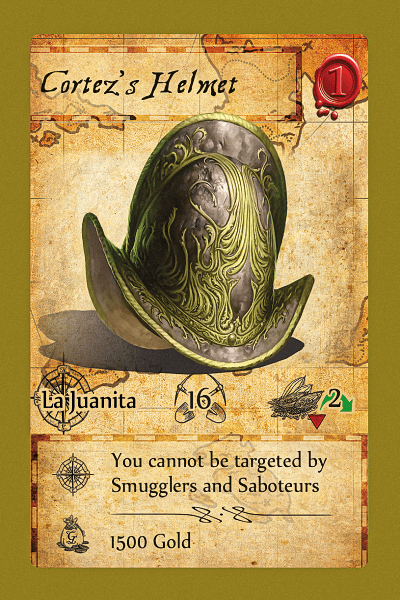 Cortez's Helmet
1
La Juanita
16
2
You cannot be targeted by
Smugglers and Saboteurs
1500 Gold